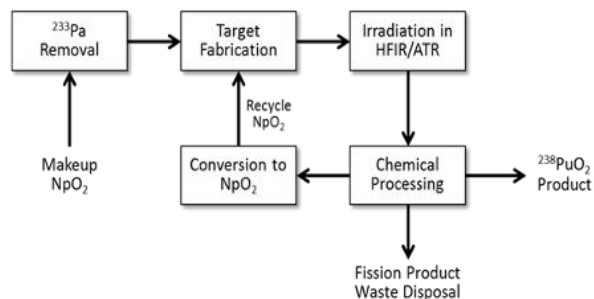 ²³³Pa
Removal
Target
Fabrication
Irradiation in
HFIR/ATR
Recycle
NpO₂
Makeup
NpO₂
Conversion to
NpO₂
Chemical
Processing
²³⁸PuO₂
Product
Fission Product
Waste Disposal